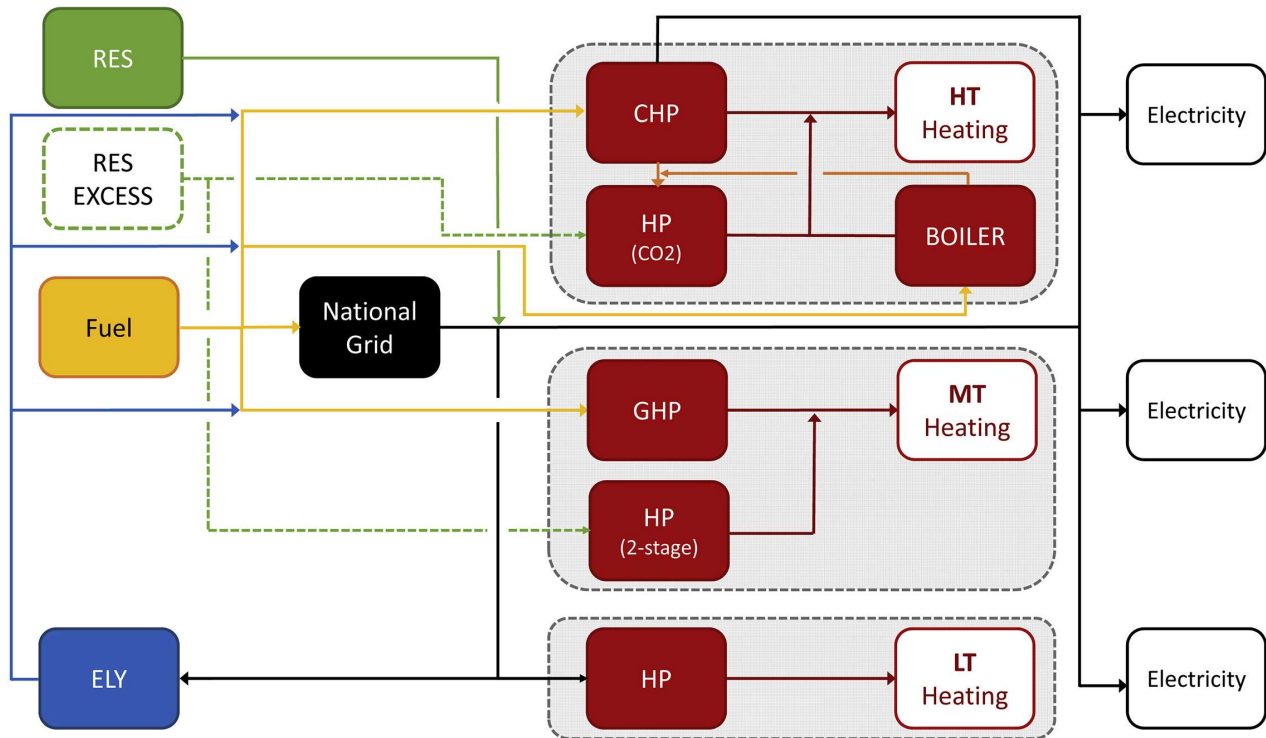 RES
RES
EXCESS
Fuel
ELY
National
Grid
CHP
HP
(CO2)
HT
Heating
BOILER
GHP
HP
(2-stage)
MT
Heating
HP
LT
Heating
Electricity
Electricity
Electricity